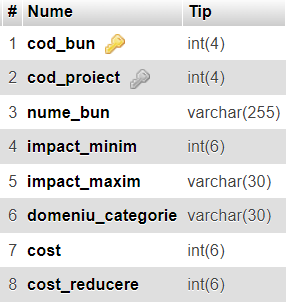 # Nume Tip
1 cod_bun int(4)
2 cod_proiect int(4)
3 nume_bun varchar(255)
4 impact_minim int(6)
5 impact_maxim varchar(30)
6 domeniu_categorie varchar(30)
7 cost int(6)
8 cost_reducere int(6)